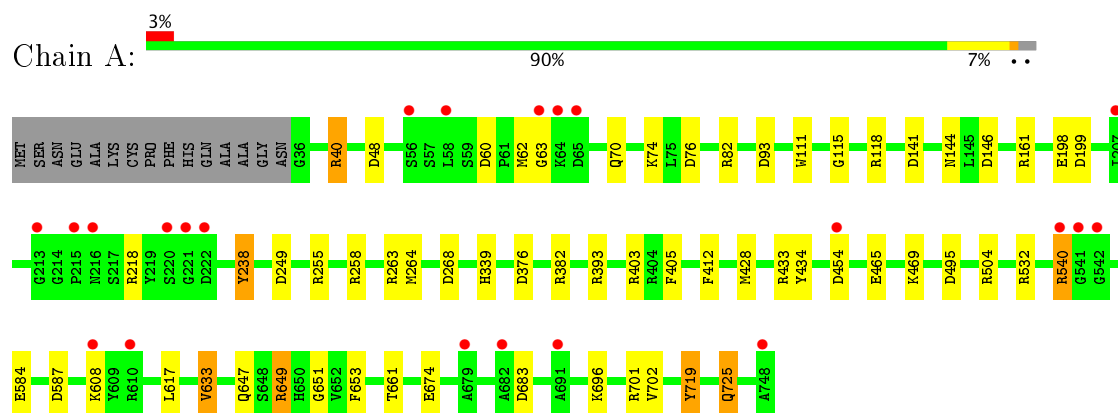 3%
Chain A:
90% 7% • •
MET SER ASN GLU ALA LYS CYS PRO PHE HIS GLN ALA ALA GLY ASN G36 R40 D48 S56 S57 L58 S59 D60 P61 M62 G63 K64 D65 Q70 K74 L75 D76 R82 D93 W111 G115 R118 D141 N144 L145 D146 R161 E198 D199
G213 G214 P215 N216 S217 R218 Y219 S220 G221 D222 Y238 D249 R255 R258 R263 M264 D268 H339 D376 R382 R393 R403 R404 F405 F412 M428 R433 Y434 D454 E465 K469 D495 R504 R532 R540 G541 G542
E584 D587 K608 Y609 R610 L617 V633 Q647 S648 R649 H650 G651 V652 F653 T661 E674 A679 A682 D683 A691 K696 R701 V702 Y719 Q725 A748